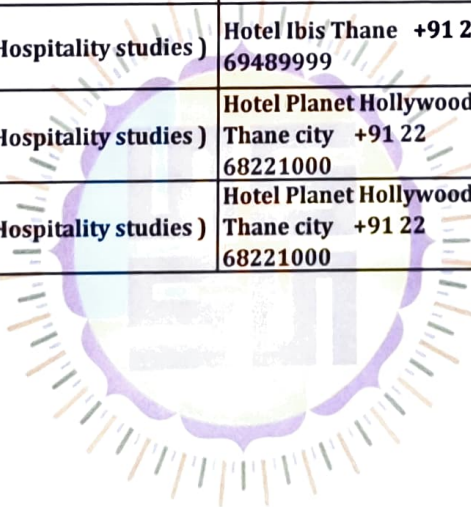 Hospitality studies )
Hotel Ibis Thane +91 2
69489999
Hospitality studies )
Hotel Planet Hollywood
Thane city +91 22
68221000
Hospitality studies )
Hotel Planet Hollywood
Thane city +91 22
68221000